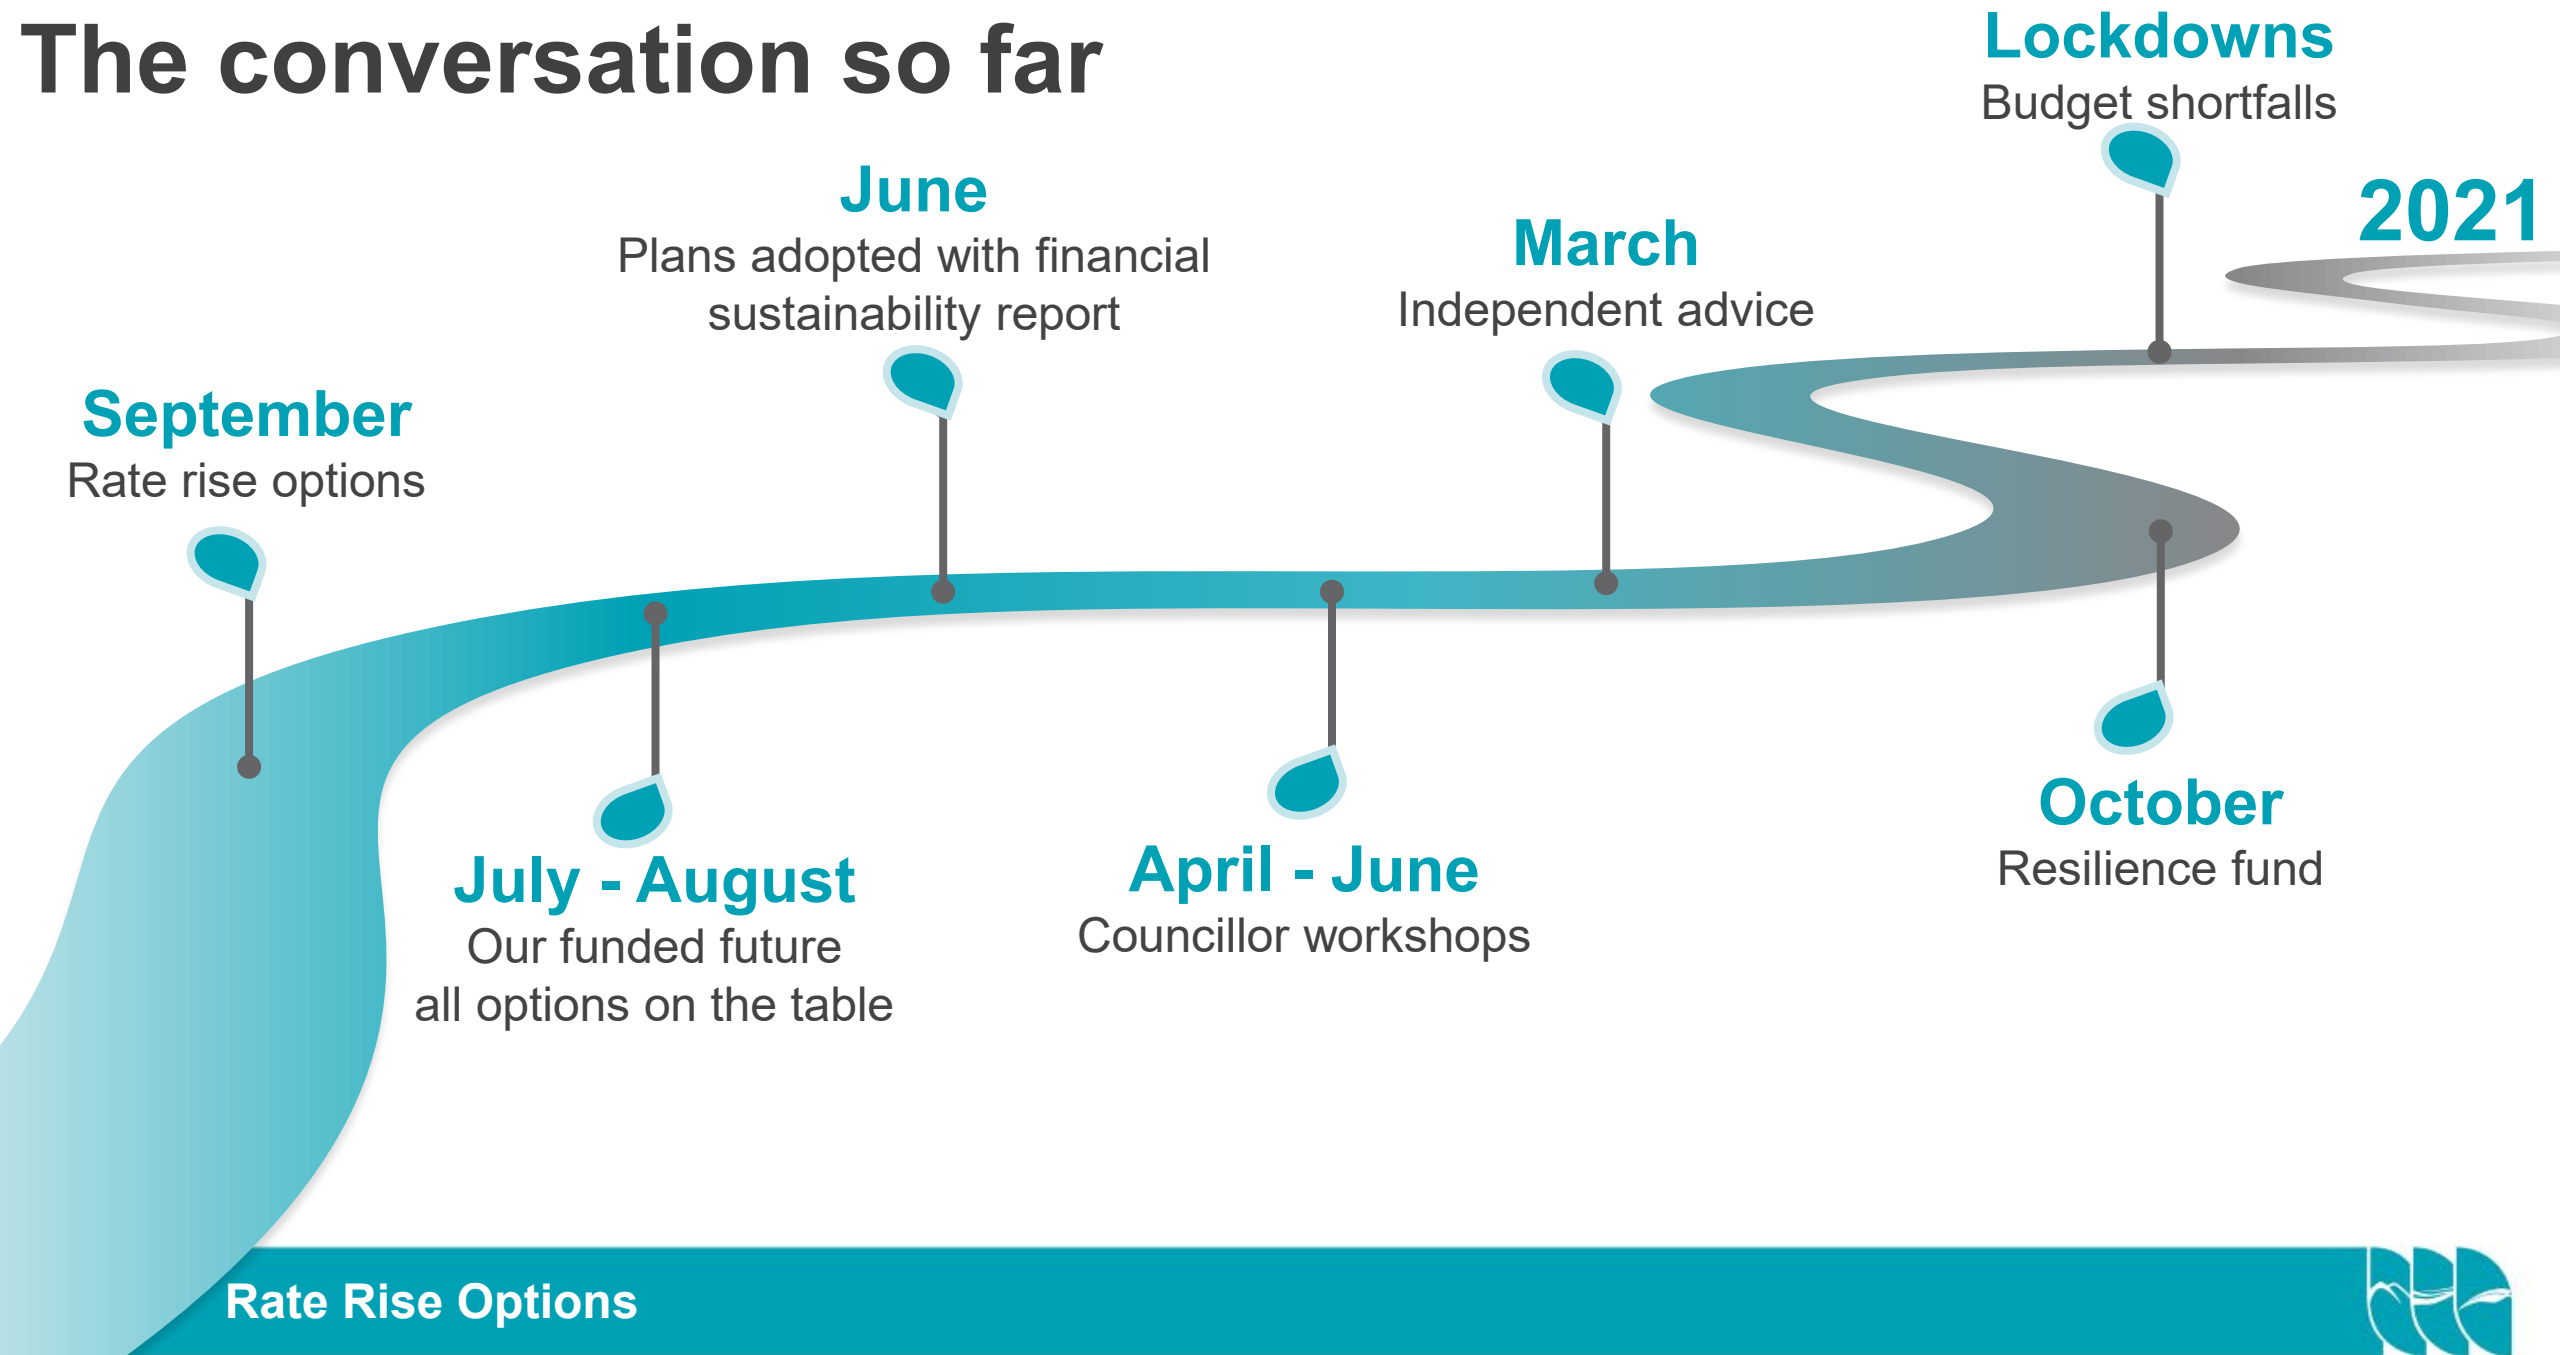 The conversation so far
Lockdowns
Budget shortfalls
2021
June
Plans adopted with financial
sustainability report
March
Independent advice
September
Rate rise options
October
Resilience fund
July - August
Our funded future
all options on the table
April - June
Councillor workshops
Rate Rise Options